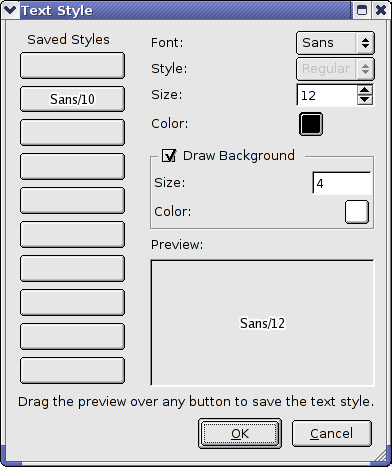 Text Style
Saved Styles
Sans/10
Font: Sans
Style: Regular
Size: 12
Color:
Draw Background
Size: 4
Color:
Preview:
Sans/12
Drag the preview over any button to save the text style.
OK Cancel